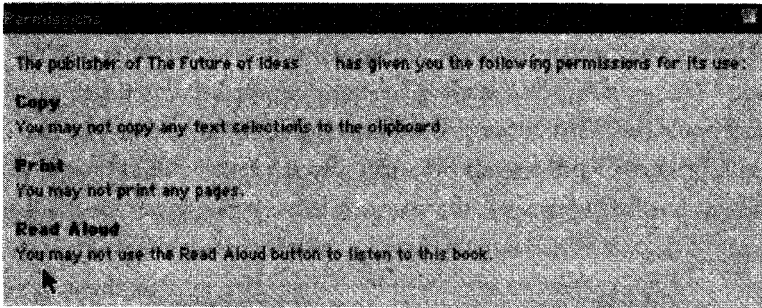 Permissions
The publisher of The Future of Ideas has given you the following permissions for its use:
Copy
You may not copy any text selections to the clipboard
Print
You may not print any pages.
Read Aloud
You may not use the Read Aloud button to listen to this book.